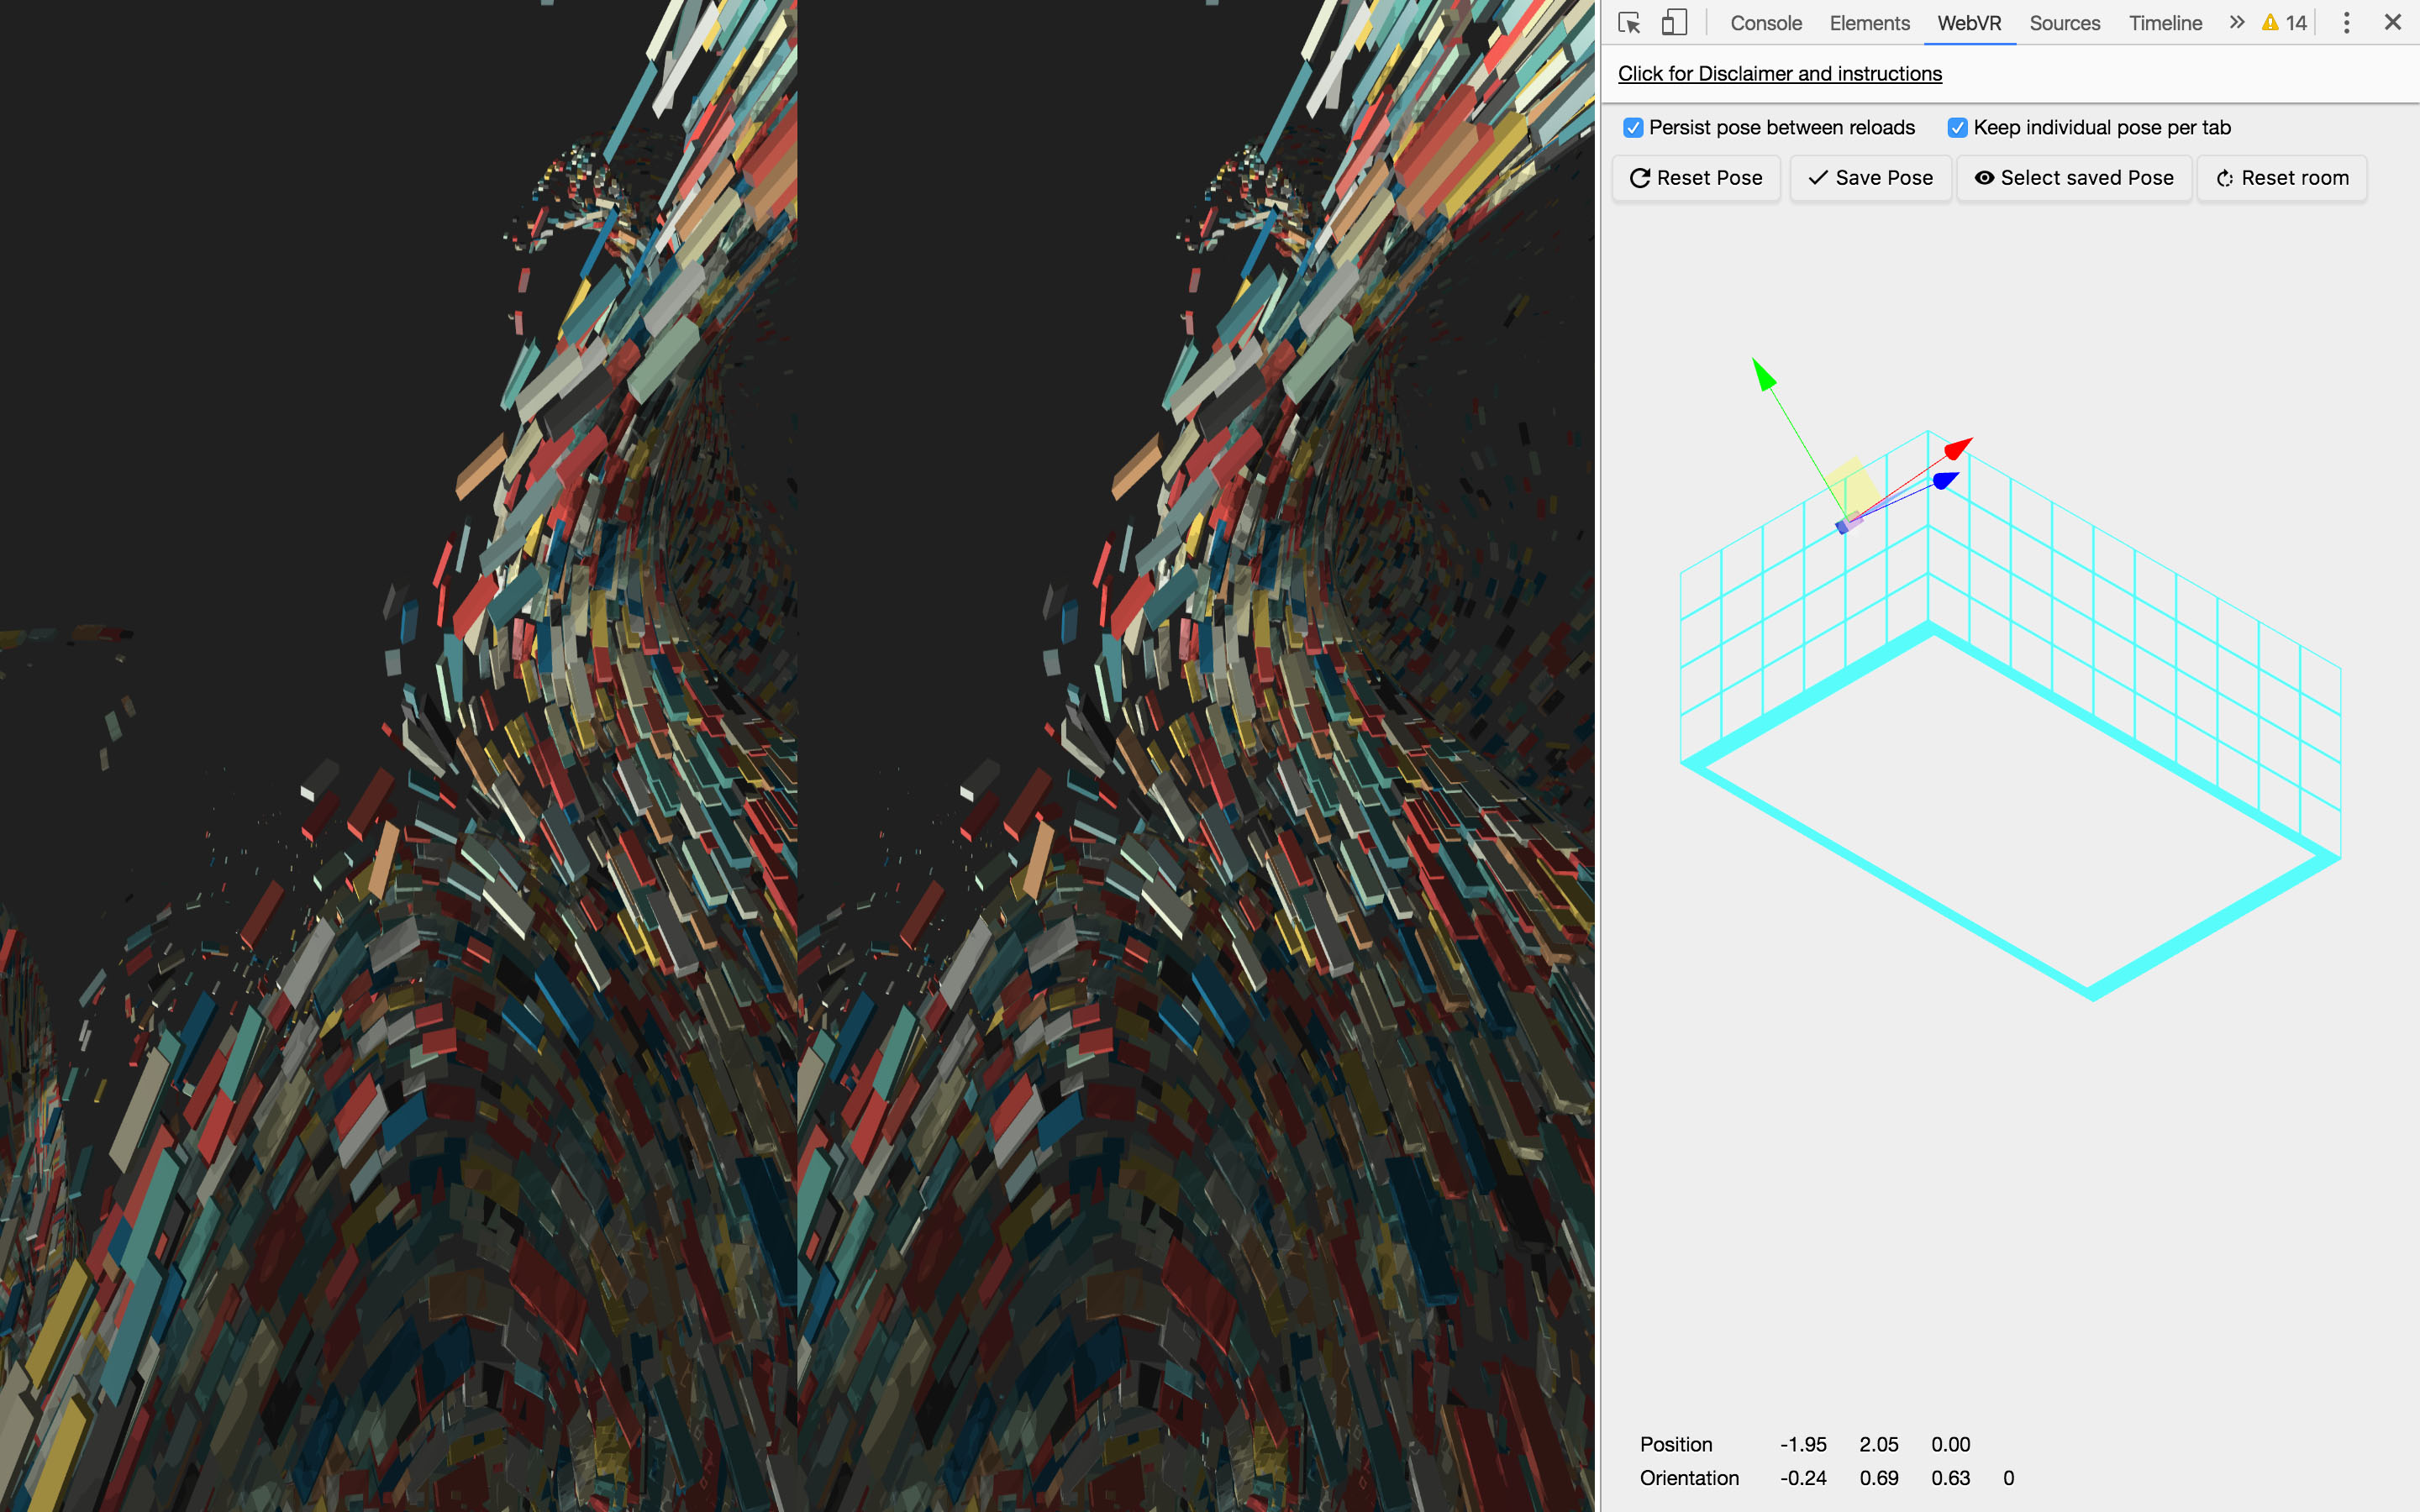 Console Elements WebVR Sources Timeline » 14
Click for Disclaimer and instructions
Persist pose between reloads Keep individual pose per tab
Reset Pose Save Pose Select saved Pose Reset room
Position -1.95 2.05 0.00
Orientation -0.24 0.69 0.63 0